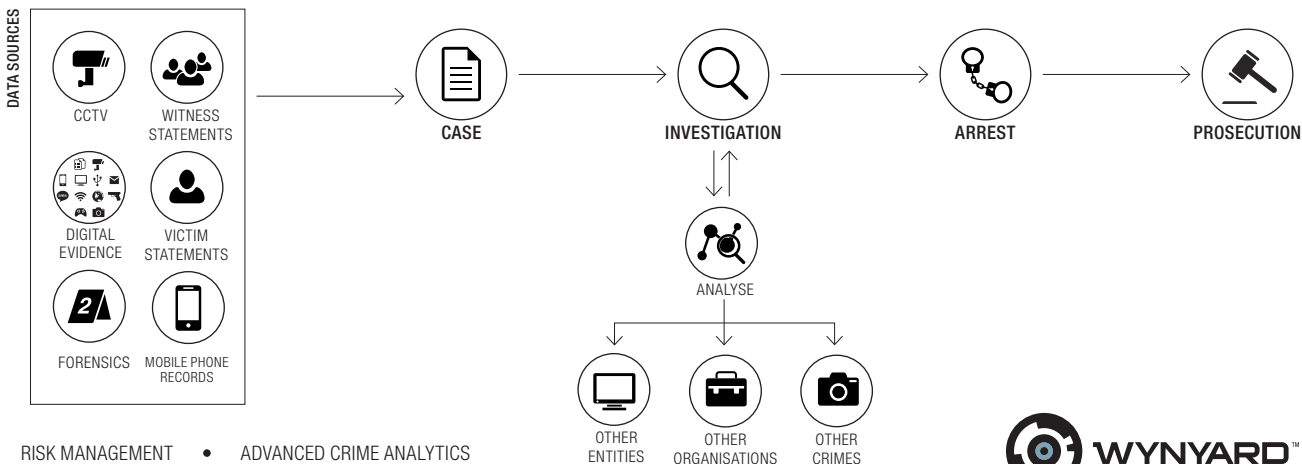 DATA SOURCES
CCTV
WITNESS
STATEMENTS
DIGITAL
EVIDENCE
VICTIM
STATEMENTS
2
FORENSICS
MOBILE PHONE
RECORDS
CASE
INVESTIGATION
ARREST
PROSECUTION
ANALYSE
OTHER
ENTITIES
OTHER
ORGANISATIONS
OTHER
CRIMES
RISK MANAGEMENT • ADVANCED CRIME ANALYTICS
WYNYARD™